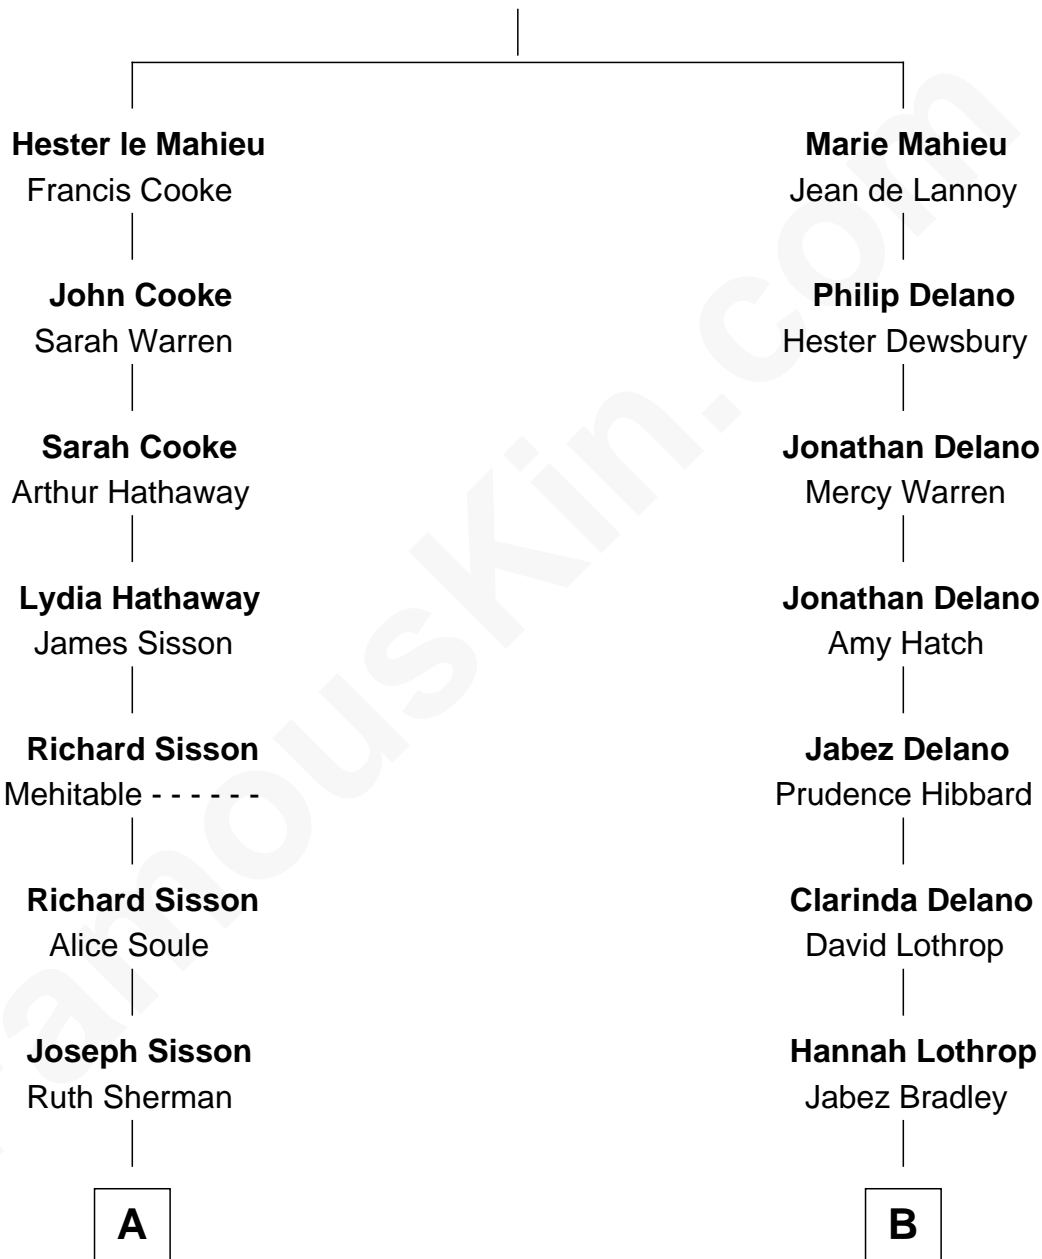 Hester le Mahieu
Francis Cooke
John Cooke
Sarah Warren
Sarah Cooke
Arthur Hathaway
Lydia Hathaway
James Sisson
Richard Sisson
Mehitable - - - - - -
Richard Sisson
Alice Soule
Joseph Sisson
Ruth Sherman
A
Marie Mahieu
Jean de Lannoy
Philip Delano
Hester Dewsbury
Jonathan Delano
Mercy Warren
Jonathan Delano
Amy Hatch
Jabez Delano
Prudence Hibbard
Clarinda Delano
David Lothrop
Hannah Lothrop
Jabez Bradley
B
amouskin.com